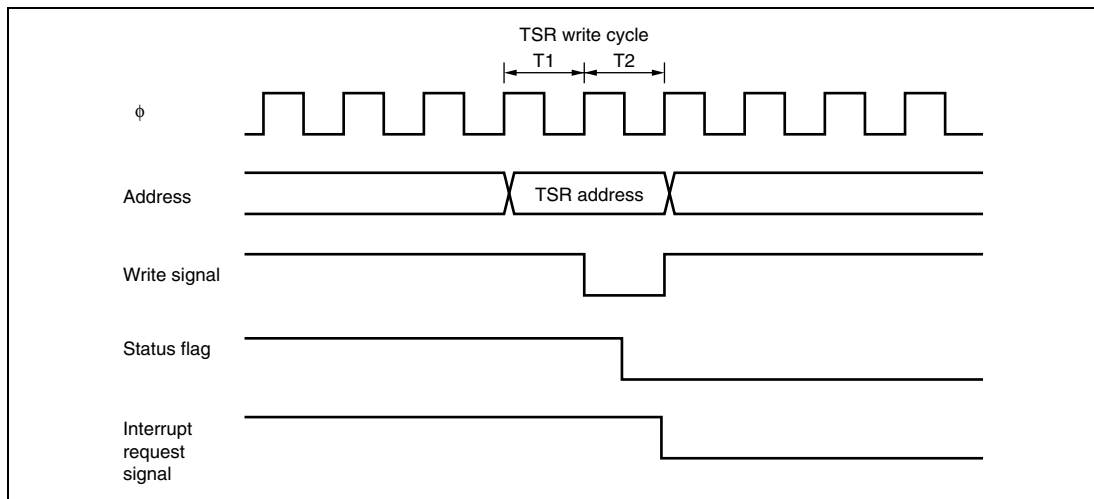 TSR write cycle
T1 T2
ϕ
Address
TSR address
Write signal
Status flag
Interrupt
request
signal